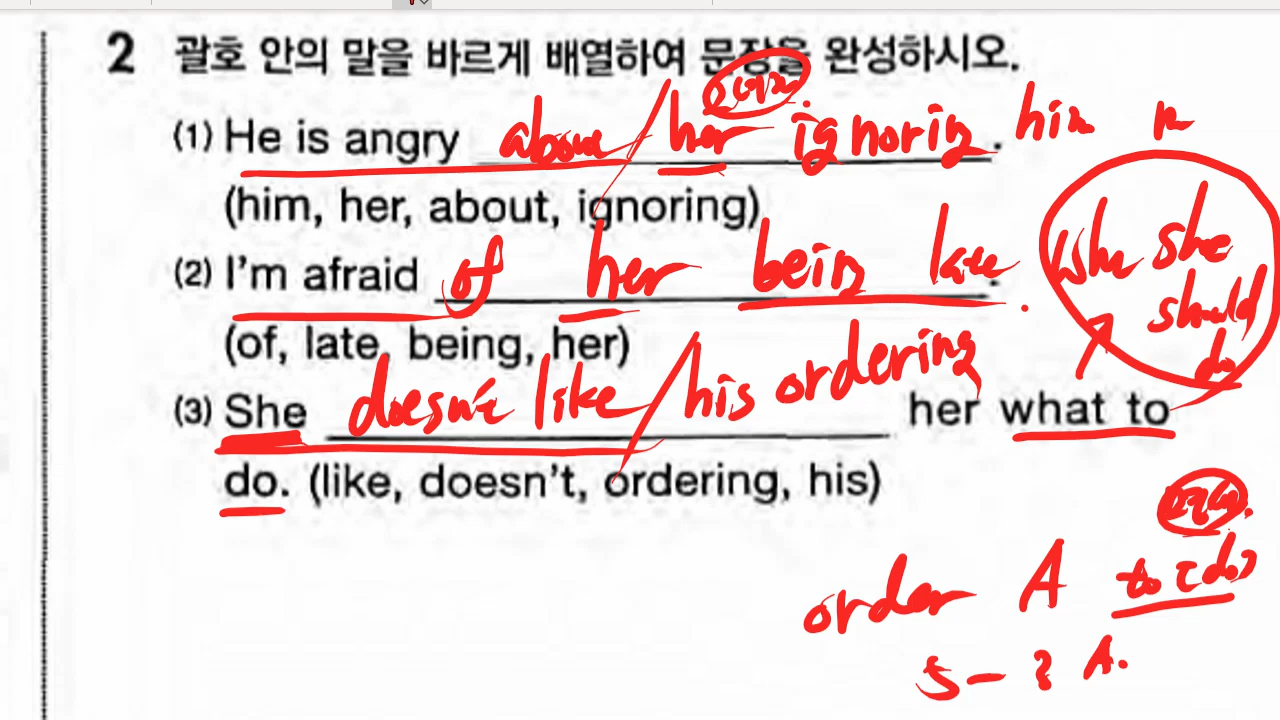 2 괄호 안의 말을 바르게 배열하여 문장을 완성하시오.
(1) He is angry about / her ignoring . him
(him, her, about, ignoring)
(2) I'm afraid of her being late .
she should do
(of, late, being, her)
(3) She doesn't like / his ordering her what to
do. (like, doesn't, ordering, his)
order A to (do)